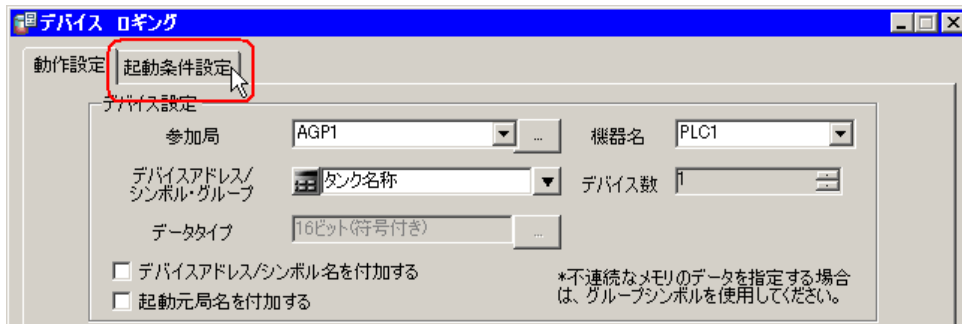 デバイス ロギング
動作設定 起動条件設定
デバイス設定
参加局 AGP1 ... 機器名 PLC1
デバイスアドレス/
シンボル・グループ タンク名称 デバイス数 1
データタイプ 16ビット(符号付き) ...
デバイスアドレス/シンボル名を付加する
起動元局名を付加する
*不連続なメモリのデータを指定する場合
は、グループシンボルを使用してください。